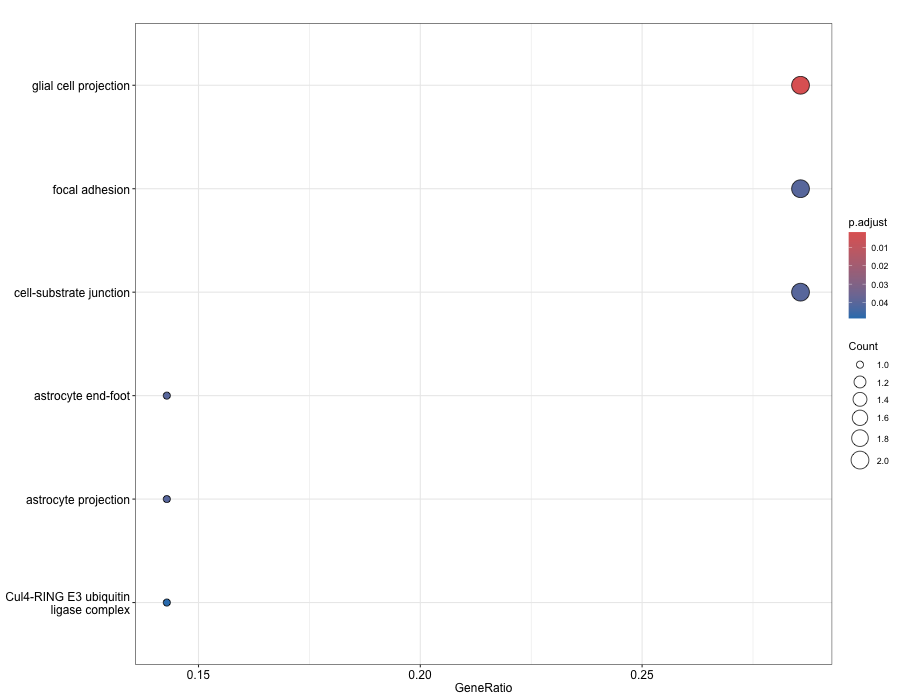 glial cell projection
focal adhesion
cell-substrate junction
astrocyte end-foot
astrocyte projection
Cul4-RING E3 ubiquitin
ligase complex
0.15
0.20
0.25
GeneRatio
p.adjust
0.01
0.02
0.03
0.04
Count
1.0
1.2
1.4
1.6
1.8
2.0